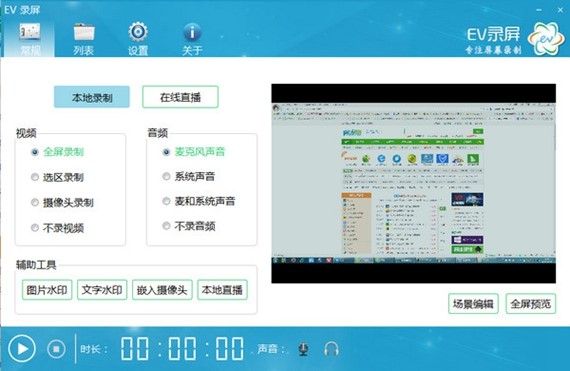 EV 录屏
常规 列表 设置 关于
EV录屏
专注屏幕录制
本地录制 在线直播
视频 音频
全屏录制 麦克风声音
选区录制 系统声音
摄像头录制 麦和系统声音
不录视频 不录音频
辅助工具
图片水印 文字水印 嵌入摄像头 本地直播
场景编辑 全屏预览
时长: 00:00:00 声音: